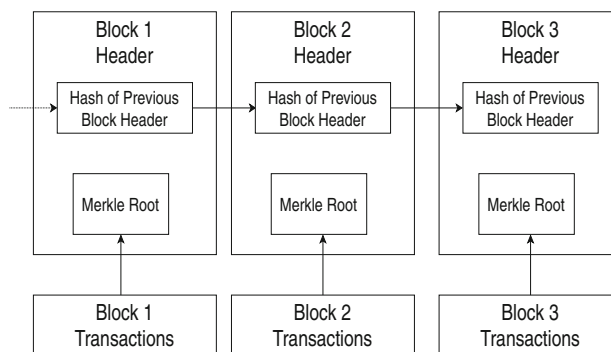 Block 1
Header
Hash of Previous
Block Header
Merkle Root
Block 1
Transactions
Block 2
Header
Hash of Previous
Block Header
Merkle Root
Block 2
Transactions
Block 3
Header
Hash of Previous
Block Header
Merkle Root
Block 3
Transactions